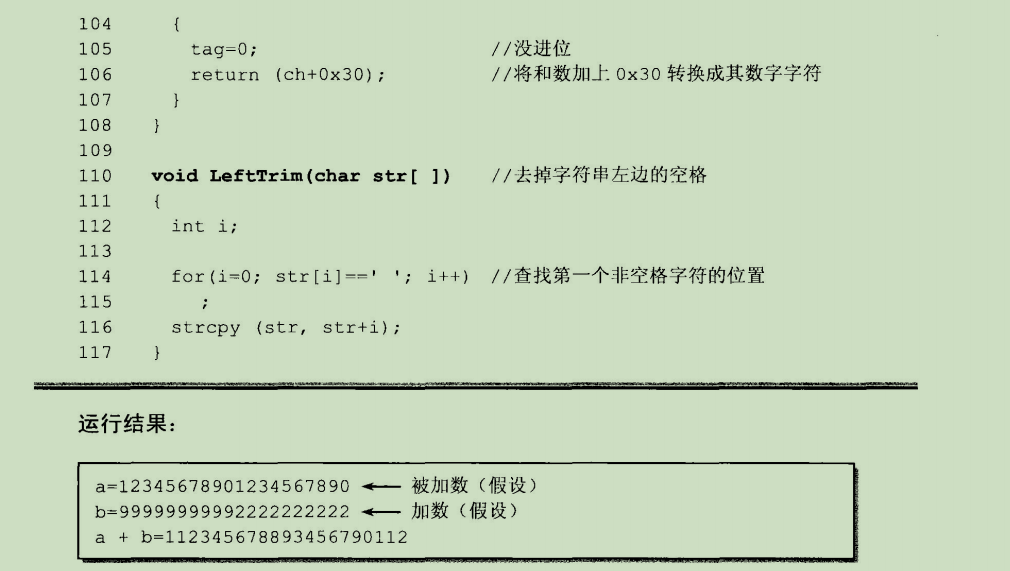 104 {
105 tag=0; //没进位
106 return (ch+0x30); //将和数加上 0x30 转换成其数字字符
107 }
108 }
109
110 void LeftTrim(char str[ ]) //去掉字符串左边的空格
111 {
112 int i;
113
114 for(i=0; str[i]==' '; i++) //查找第一个非空格字符的位置
115 ;
116 strcpy (str, str+i);
117 }
运行结果:
a=12345678901234567890 ← 被加数（假设）
b=99999999992222222222 ← 加数（假设）
a + b=112345678893456790112